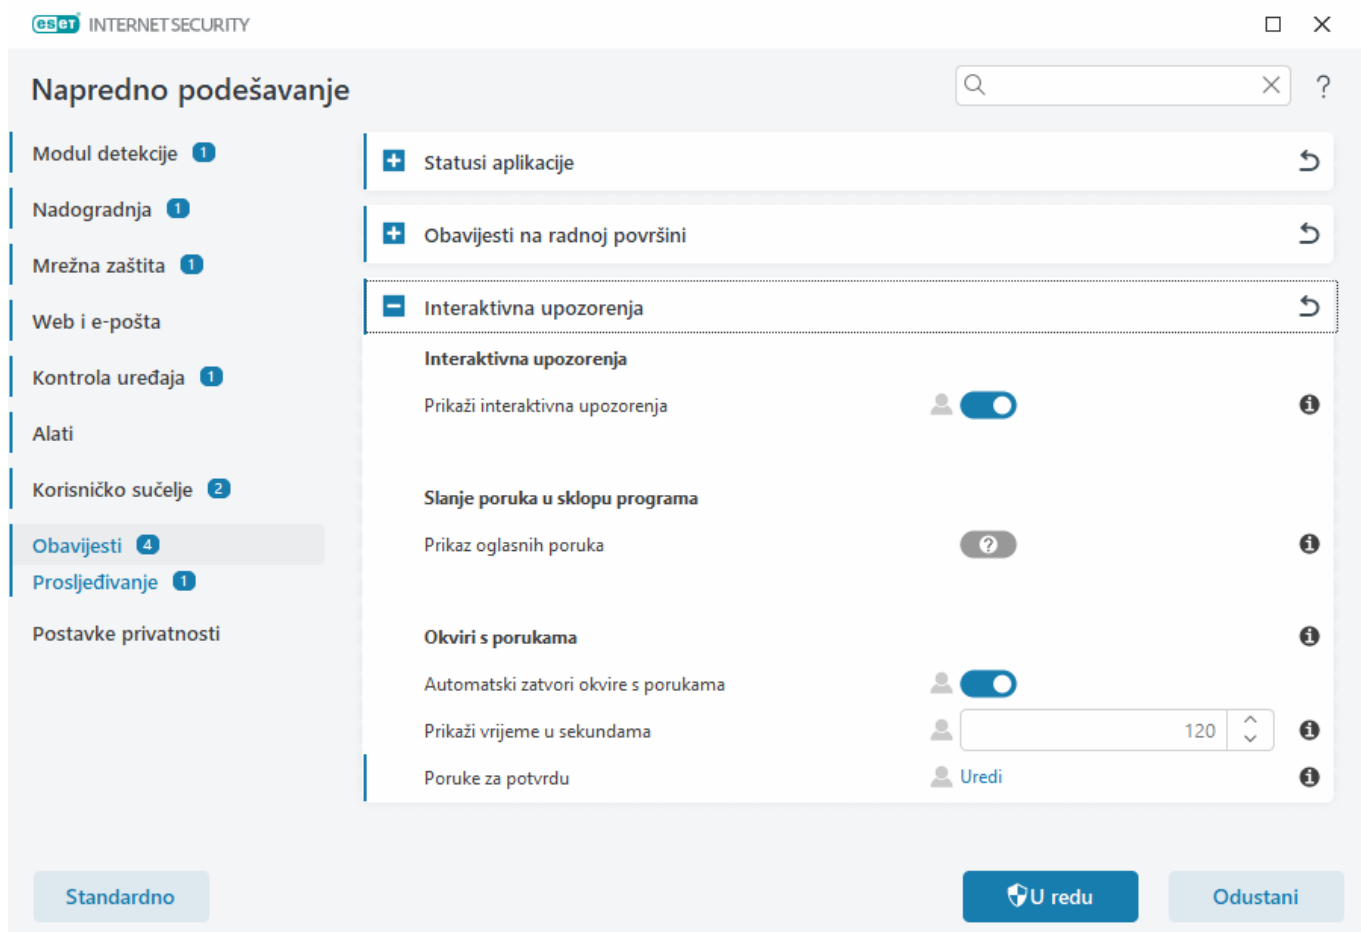 eset INTERNET SECURITY
Napredno podešavanje
?
Modul detekcije 1
Nadogradnja 1
Mrežna zaštita 1
Web i e-pošta
Kontrola uređaja 1
Alati
Korisničko sučelje 2
Obavijesti 4
Prosljeđivanje 1
Postavke privatnosti
Statusi aplikacije
Obavijesti na radnoj površini
Interaktivna upozorenja
Interaktivna upozorenja
Prikaži interaktivna upozorenja
Slanje poruka u sklopu programa
Prikaz oglasnih poruka ?
Okviri s porukama
Automatski zatvori okvire s porukama
Prikaži vrijeme u sekundama 120
Poruke za potvrdu Uredi
Standardno
U redu
Odustani